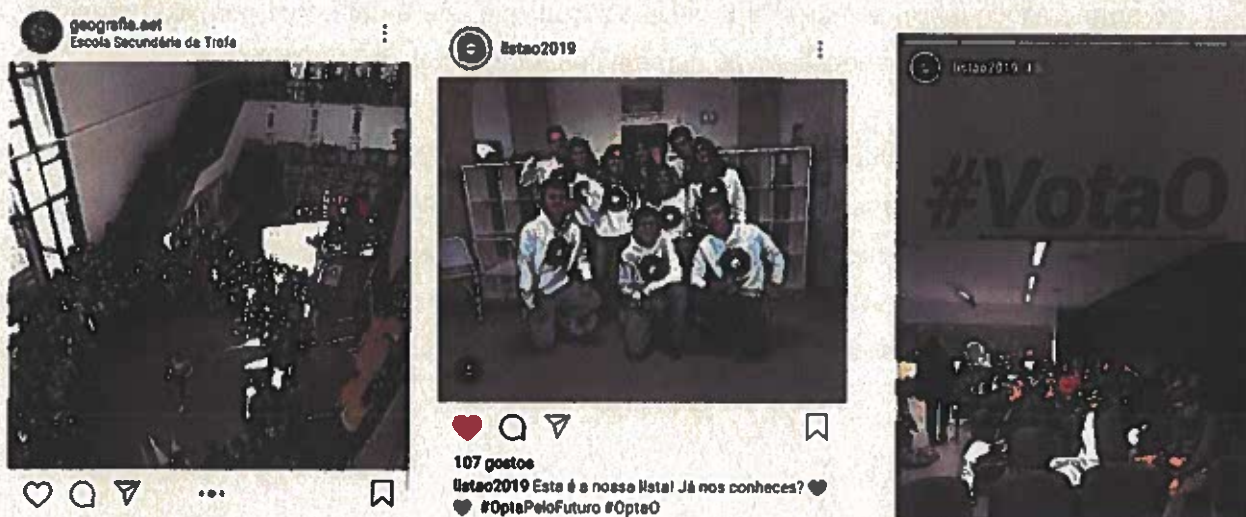 geografia.aet
Escola Secundária da Trofa
listao2019
107 gostos
listao2019 Esta é a nossa lista! Já nos conheces?
#OptaPeloFuturo #OptaO
listao2019
#VotaO